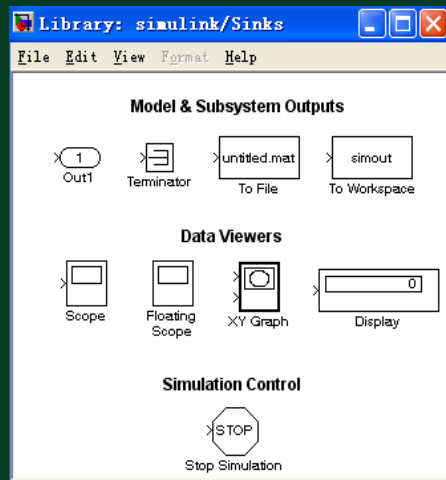 Library: simulink/Sinks
File Edit View Format Help
Model & Subsystem Outputs
1 untitled.mat simout
Out1 Terminator To File To Workspace
Data Viewers
0
Scope Floating Scope XY Graph Display
Simulation Control
STOP
Stop Simulation